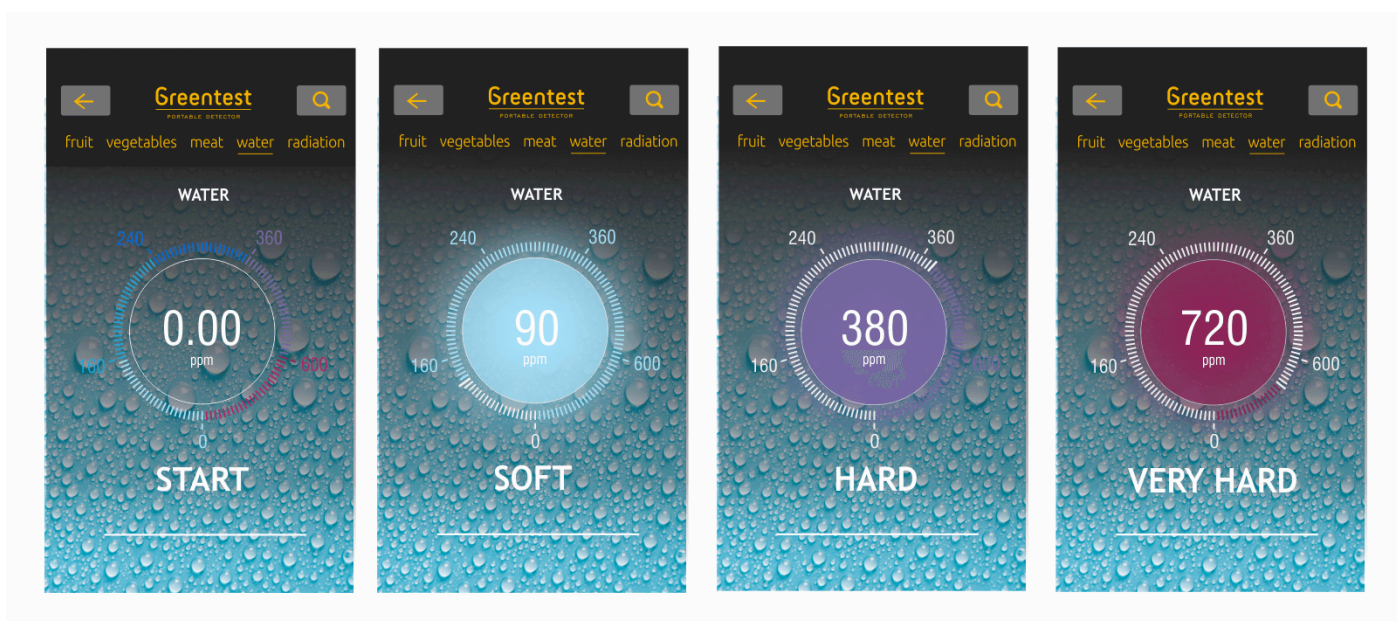 Greentest
PORTABLE DETECTOR
fruit vegetables meat water radiation
WATER
240 360
0.00
ppm
160 600
0
START
Greentest
PORTABLE DETECTOR
fruit vegetables meat water radiation
WATER
240 360
90
ppm
160 600
0
SOFT
Greentest
PORTABLE DETECTOR
fruit vegetables meat water radiation
WATER
240 360
380
ppm
160 600
0
HARD
Greentest
PORTABLE DETECTOR
fruit vegetables meat water radiation
WATER
240 360
720
ppm
160 600
0
VERY HARD